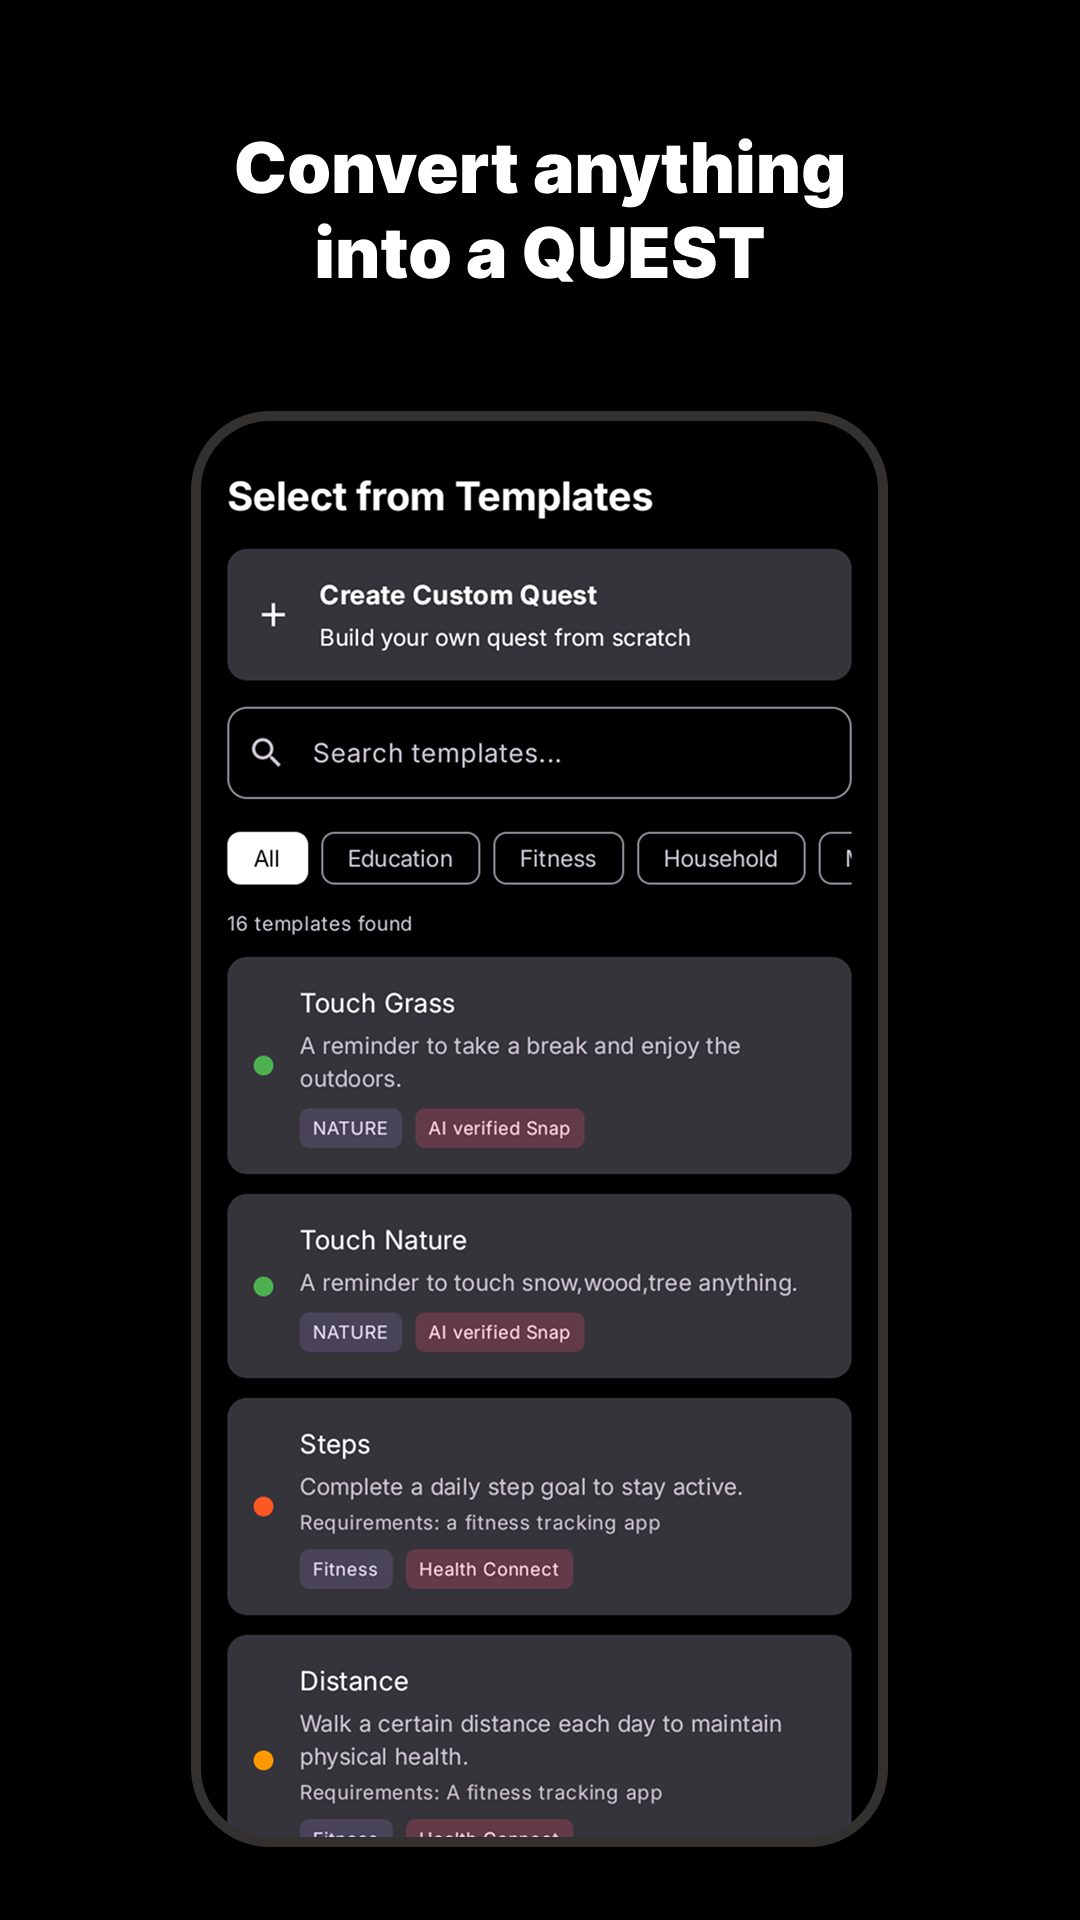 Convert anything
into a QUEST
Select from Templates
Create Custom Quest
Build your own quest from scratch
Search templates...
All
Education
Fitness
Household
16 templates found
Touch Grass
A reminder to take a break and enjoy the
outdoors.
NATURE
AI verified Snap
Touch Nature
A reminder to touch snow,wood,tree anything.
NATURE
AI verified Snap
Steps
Complete a daily step goal to stay active.
Requirements: a fitness tracking app
Fitness
Health Connect
Distance
Walk a certain distance each day to maintain
physical health.
Requirements: A fitness tracking app
Fitness
Health Connect